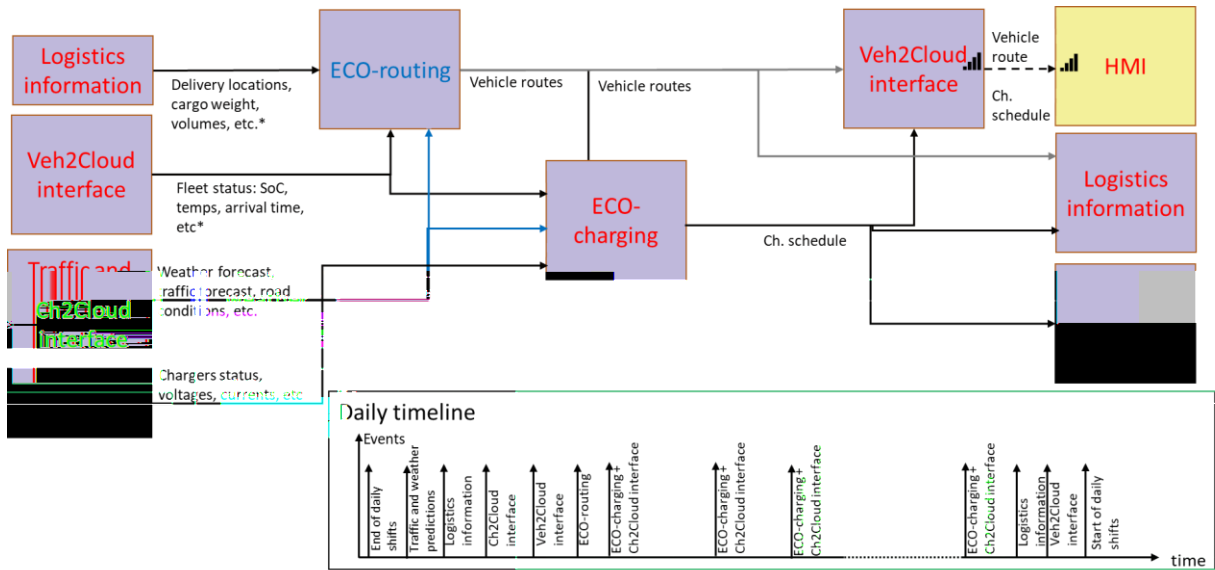 Logistics
information
Delivery locations,
cargo weight,
volumes, etc.*
ECO-routing
Vehicle routes
Vehicle routes
Veh2Cloud
interface
Vehicle
route
Ch.
schedule
HMI
Veh2Cloud
interface
Fleet status: SoC,
temps, arrival time,
etc*
ECO-
charging
Ch. schedule
Logistics
information
Traffic and
Weather forecast,
traffic forecast, road
conditions, etc.
Ch2Cloud
interface
Chargers status,
voltages, currents, etc
Daily timeline
Events
End of daily
shifts
Traffic and weather
predictions
Logistics
information
Ch2Cloud
interface
Veh2Cloud
interface
ECO-routing
ECO-charging+
Ch2Cloud interface
ECO-charging+
Ch2Cloud interface
ECO-charging+
Ch2Cloud interface
ECO-charging+
Ch2Cloud interface
Logistics
information
Veh2Cloud
interface
Start of daily
shifts
time